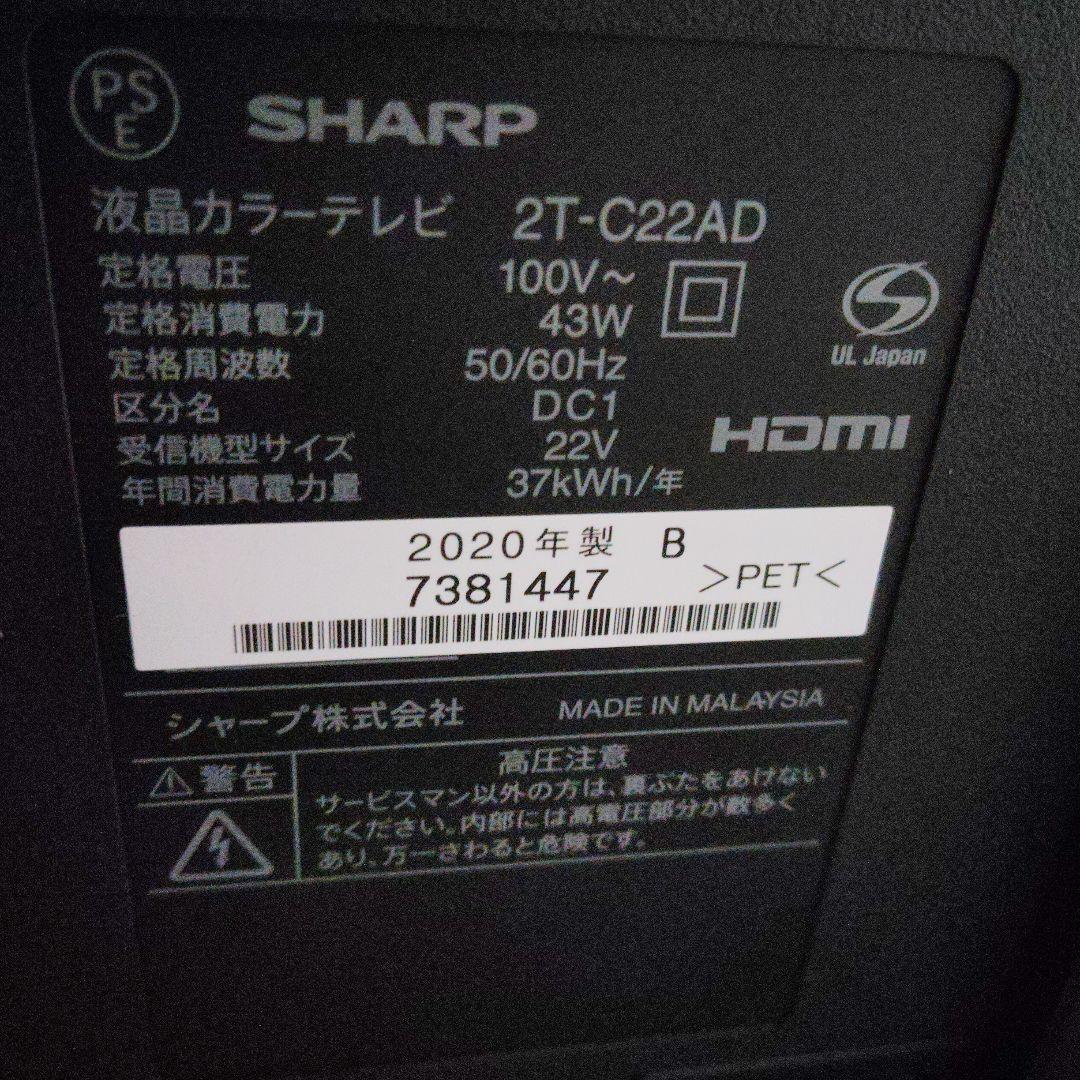 PS
E
SHARP
液晶カラーテレビ 2T-C22AD
定格電圧 100V～
定格消費電力 43W
定格周波数 50/60Hz
区分名 DC1
受信機型サイズ 22V
年間消費電力量 37kWh/年
UL Japan
HDMI
2020年製 B
7381447 >PET<
シャープ株式会社 MADE IN MALAYSIA
警告
高圧注意
サービスマン以外の方は、裏ぶたをあけない
でください。内部には高電圧部分が数多く
あり、万一さわると危険です。